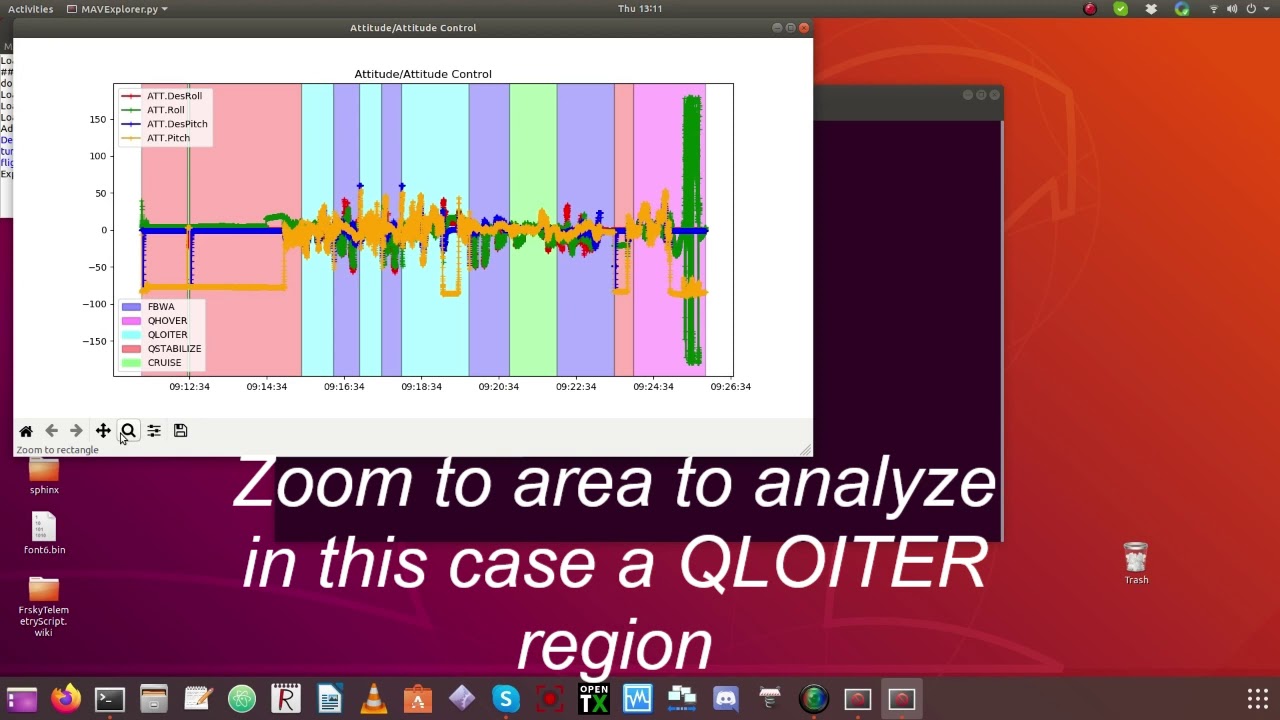 Activities
MAVExplorer.py
Thu 13:11
Attitude/Attitude Control
Attitude/Attitude Control
ATT.DesRoll
ATT.Roll
ATT.DesPitch
ATT.Pitch
150
100
50
0
−50
−100
−150
FBWA
QHOVER
QLOITER
QSTABILIZE
CRUISE
09:12:34
09:14:34
09:16:34
09:18:34
09:20:34
09:22:34
09:24:34
09:26:34
Zoom to rectangle
Zoom to area to analyze
in this case a QLOITER
region
sphinx
font6.bin
FrskyTelem
etryScript.
wiki
Trash
OPEN
TX